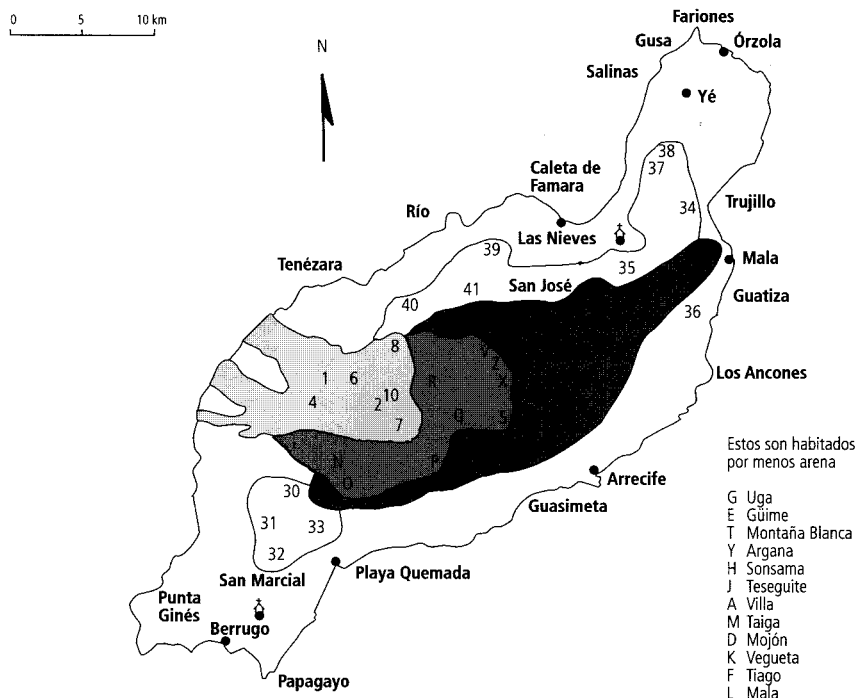 0 5 10 km
N
Fariones
Gusa
Órzola
Salinas
Yé
38
37
Caleta de
Famara
34
Trujillo
Río
Las Nieves
39
35
Mala
Tenézara
San José
Guatiza
41
40
36
8
V
Z
1
6
R
X
Los Ancones
10
4
2
Q
S
7
Estos son habitados
por menos arena
N
P
Arrecife
O
30
Guasimeta
G Uga
E Güime
31
33
T Montaña Blanca
32
Y Argana
San Marcial
Playa Quemada
H Sonsama
J Teseguite
Punta
Ginés
A Villa
M Taiga
Berrugo
D Mojón
K Vegueta
Papagayo
F Tiago
L Mala